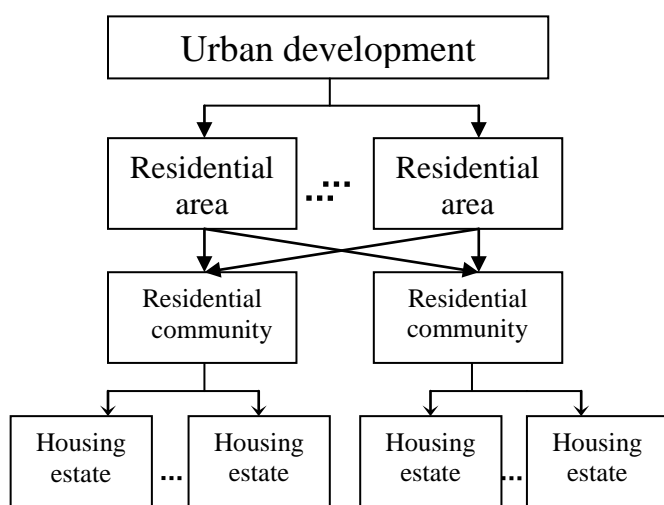 Urban development
Residential
area
Residential
area
... ...
Residential
community
Residential
community
Housing
estate
...
Housing
estate
Housing
estate
...
Housing
estate